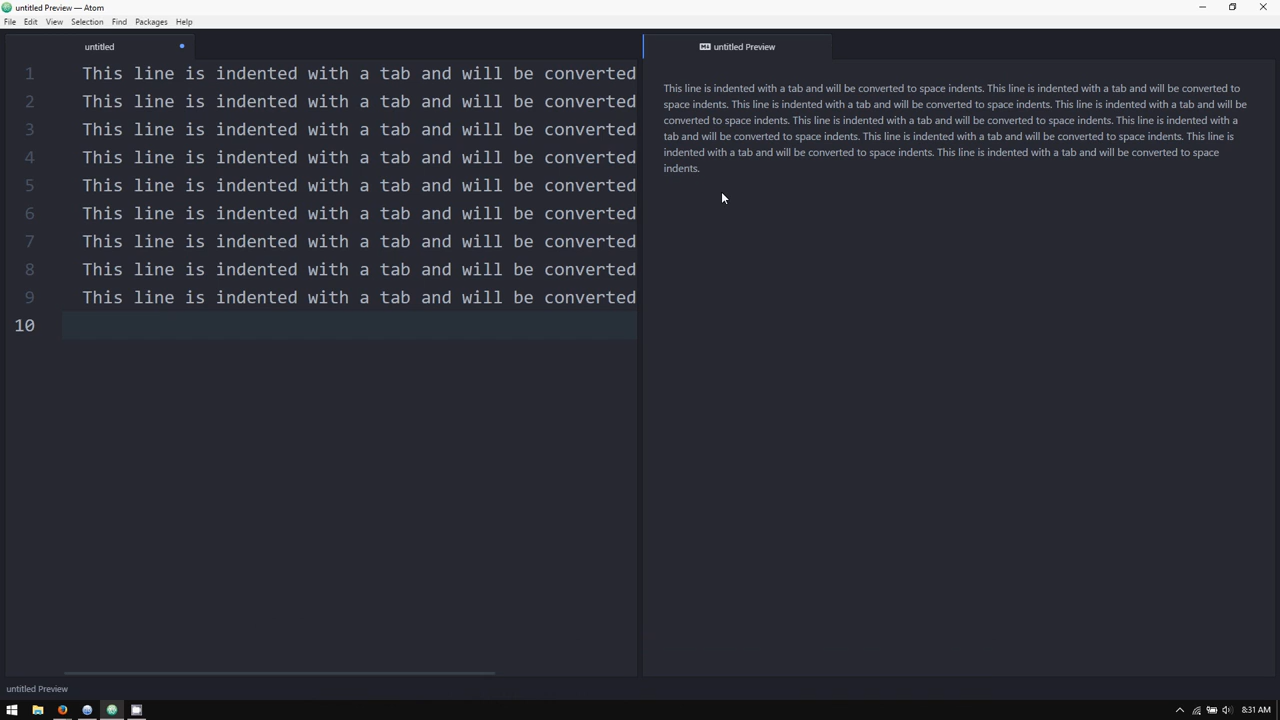 untitled Preview — Atom
File Edit View Selection Find Packages Help
untitled
untitled Preview
1 This line is indented with a tab and will be converted
2 This line is indented with a tab and will be converted
3 This line is indented with a tab and will be converted
4 This line is indented with a tab and will be converted
5 This line is indented with a tab and will be converted
6 This line is indented with a tab and will be converted
7 This line is indented with a tab and will be converted
8 This line is indented with a tab and will be converted
9 This line is indented with a tab and will be converted
10
This line is indented with a tab and will be converted to space indents. This line is indented with a tab and will be converted to
space indents. This line is indented with a tab and will be converted to space indents. This line is indented with a tab and will be
converted to space indents. This line is indented with a tab and will be converted to space indents. This line is indented with a
tab and will be converted to space indents. This line is indented with a tab and will be converted to space indents. This line is
indented with a tab and will be converted to space indents. This line is indented with a tab and will be converted to space
indents.
untitled Preview
8:31 AM